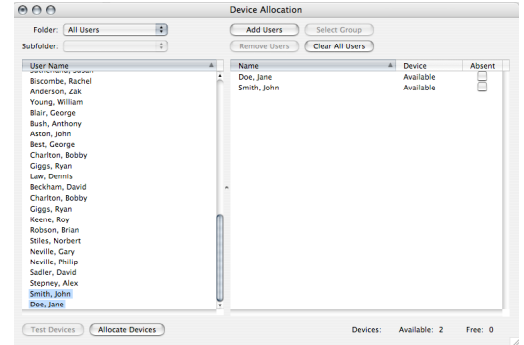 Device Allocation
Folder: All Users
Add Users
Select Group
Subfolder:
Remove Users
Clear All Users
User Name
Name
Device
Absent
Sutherland, Susan
Biscombe, Rachel
Anderson, Zak
Young, William
Blair, George
Bush, Anthony
Aston, John
Best, George
Charlton, Bobby
Giggs, Ryan
Law, Dennis
Beckham, David
Charlton, Bobby
Giggs, Ryan
Keene, Roy
Robson, Brian
Stiles, Norbert
Neville, Gary
Neville, Philip
Sadler, David
Stepney, Alex
Smith, John
Doe, Jane
Doe, Jane Available
Smith, John Available
Test Devices
Allocate Devices
Devices: Available: 2 Free: 0